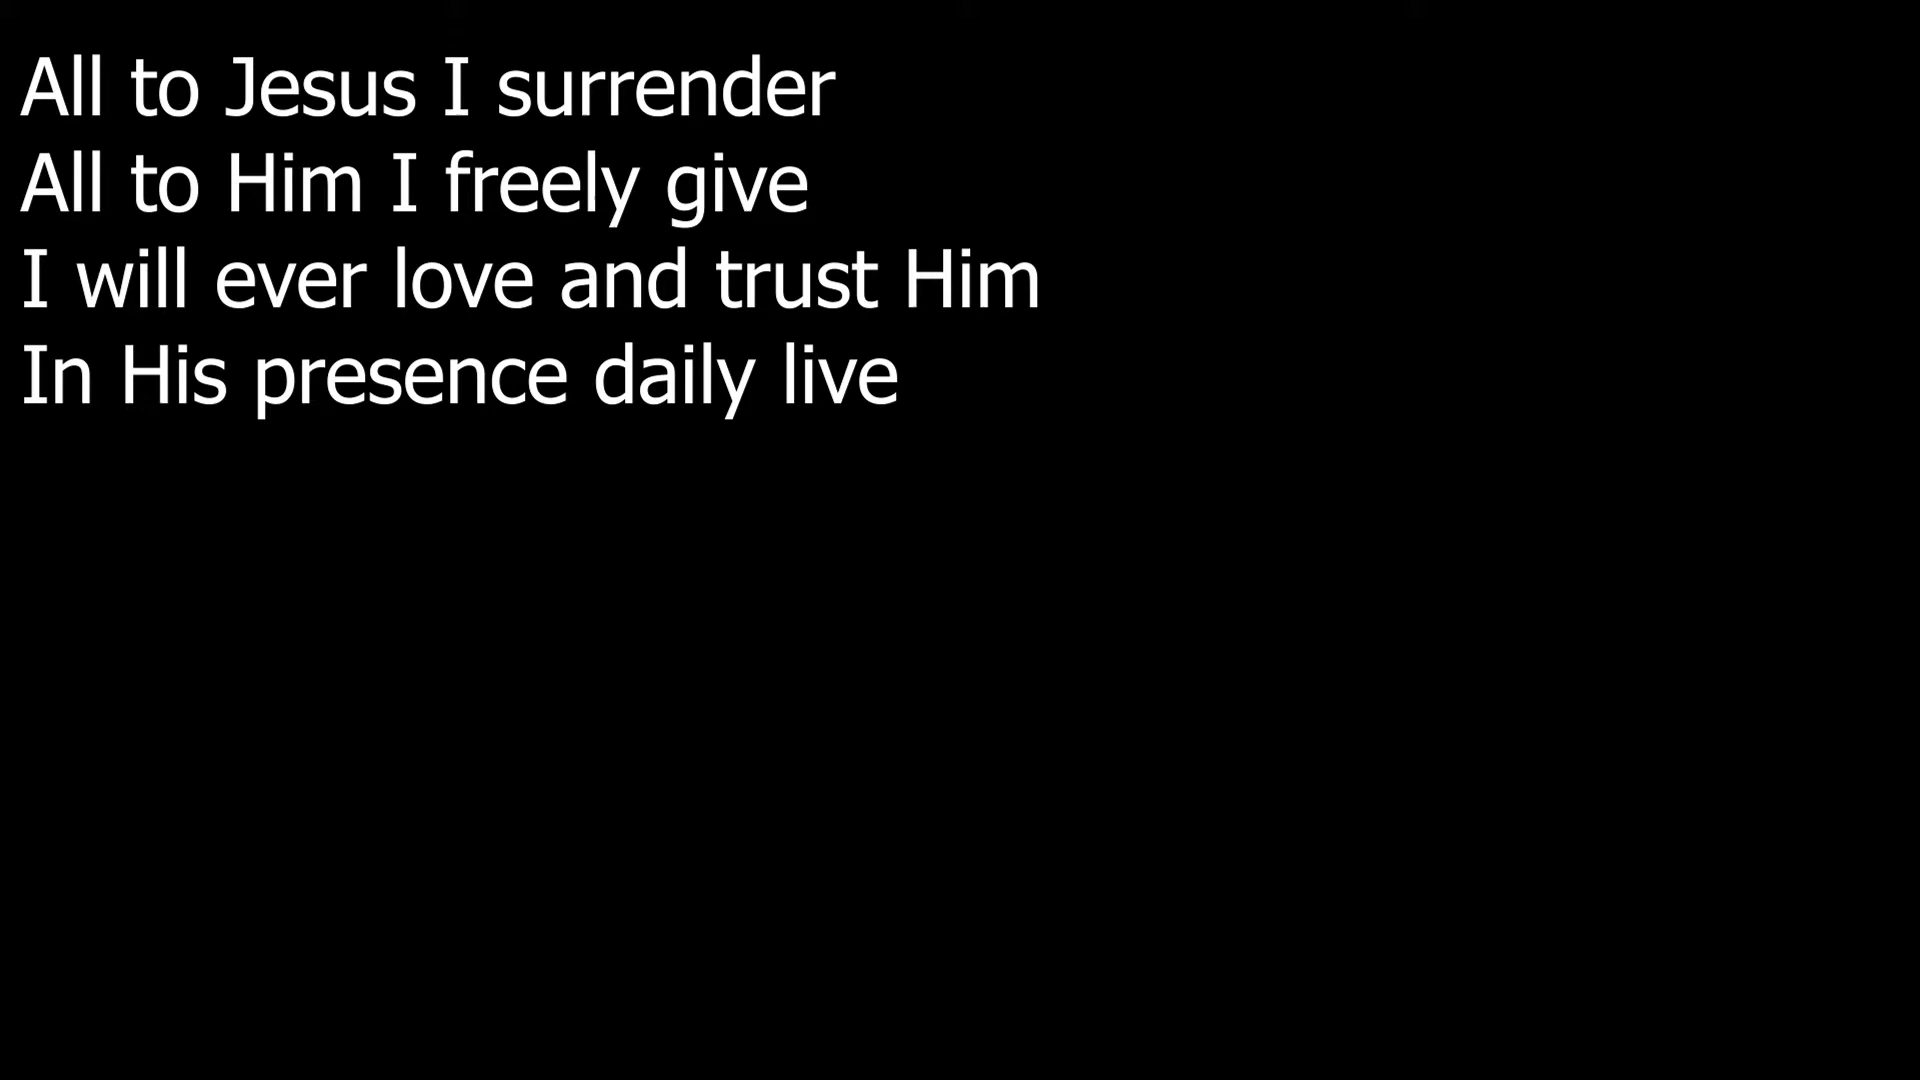 All to Jesus I surrender
All to Him I freely give
I will ever love and trust Him
In His presence daily live